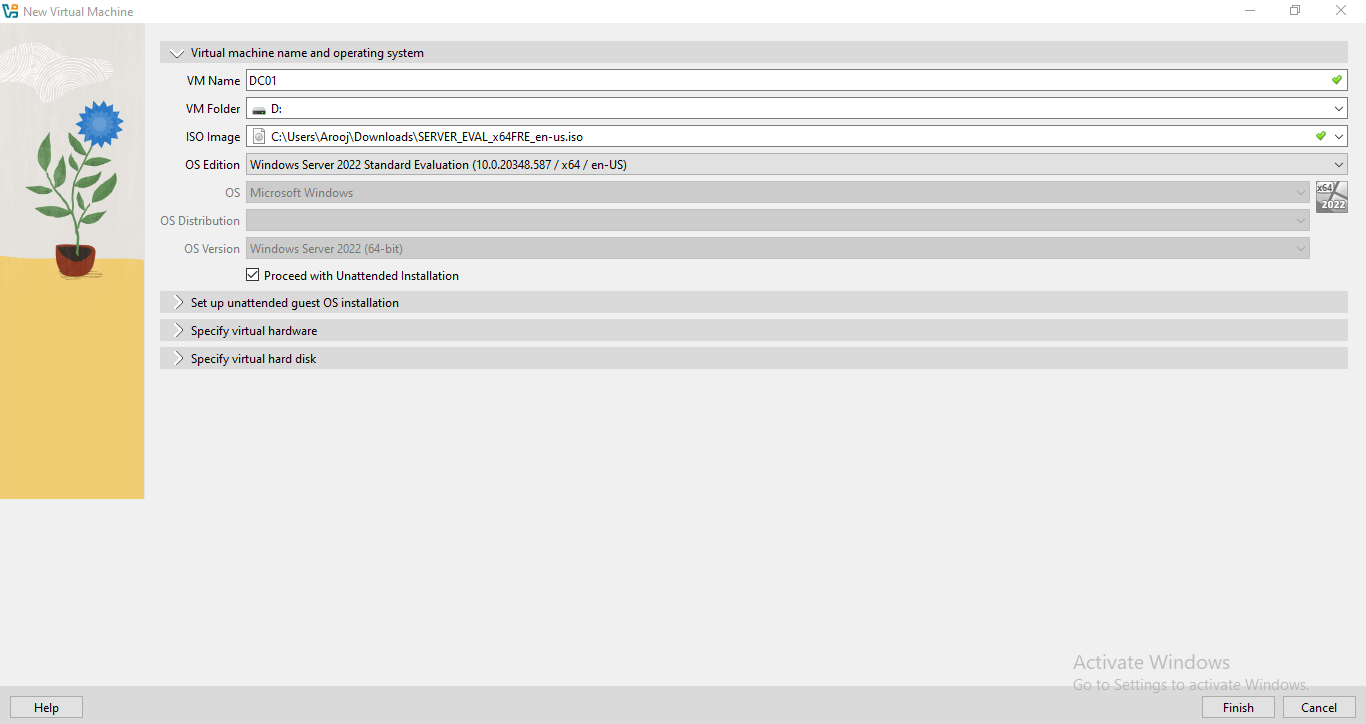 New Virtual Machine
Virtual machine name and operating system
VM Name DC01
VM Folder D:
ISO Image C:\Users\Arooj\Downloads\SERVER_EVAL_x64FRE_en-us.iso
OS Edition Windows Server 2022 Standard Evaluation (10.0.20348.587 / x64 / en-US)
OS Microsoft Windows x64
2022
OS Distribution
OS Version Windows Server 2022 (64-bit)
Proceed with Unattended Installation
Set up unattended guest OS installation
Specify virtual hardware
Specify virtual hard disk
Activate Windows
Go to Settings to activate Windows.
Help Finish Cancel